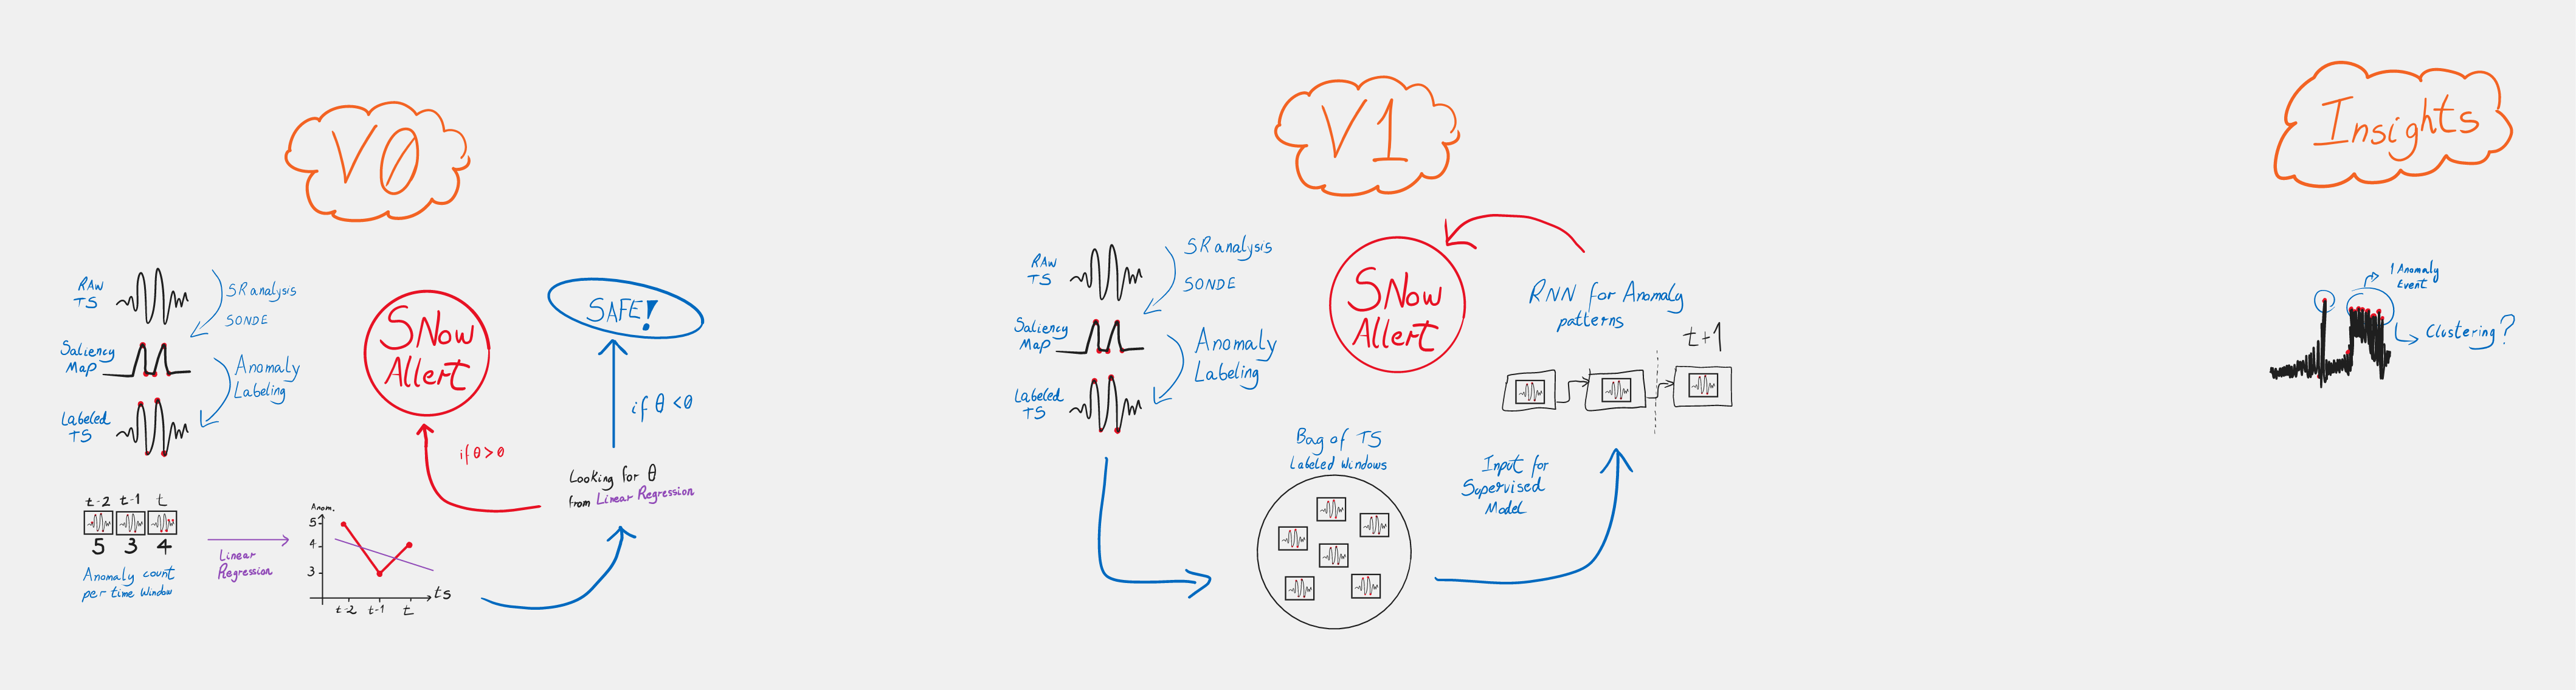 V0
RAW
TS
SR analysis
SONDE
Saliency
Map
Anomaly
Labeling
Labeled
TS
SNow
Allert
SAFE!
if θ <0
if θ > 0
Looking for θ
from Linear Regression
t-2 t-1 t
5 3 4
Anomaly count
per time Window
Linear
Regression
Anom.
5
4
3
t-2 t-1 t
ts
V1
RAW
TS
SR analysis
SONDE
Saliency
Map
Anomaly
Labeling
Labeled
TS
SNow
Allert
RNN for Anomaly
patterns
t+1
Bag of TS
Labeled Windows
Input for
Supervised
Model
Insights
1 Anomaly
Event
Clustering?